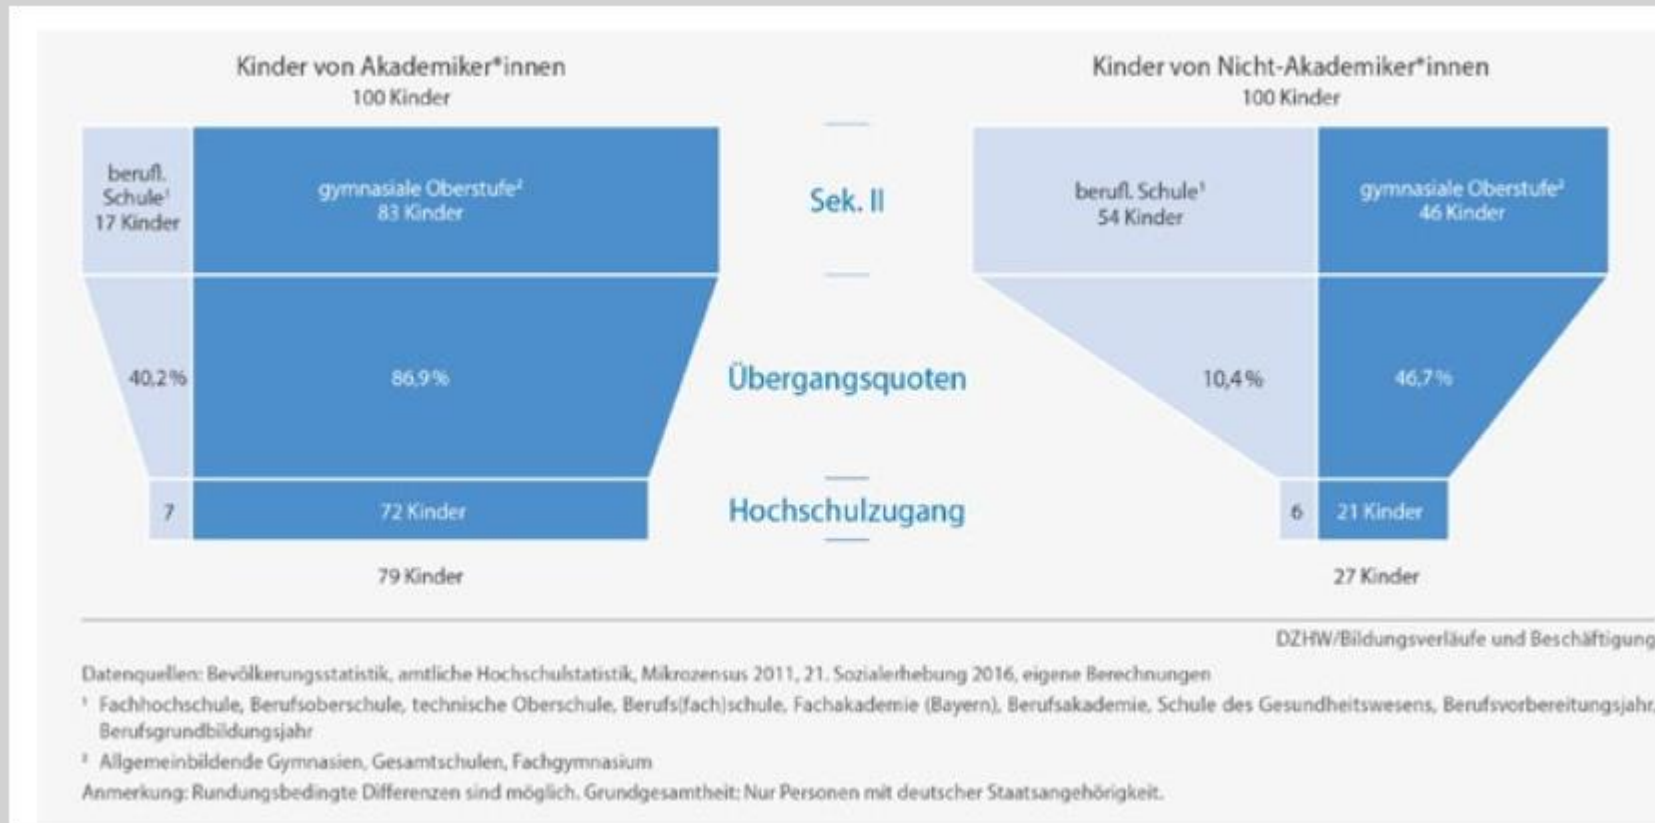 Kinder von Akademiker*innen
100 Kinder
berufl.
Schule¹
17 Kinder
gymnasiale Oberstufe²
83 Kinder
40,2%
86,9%
7
72 Kinder
79 Kinder
Sek. II
Übergangsquoten
Hochschulzugang
Kinder von Nicht-Akademiker*innen
100 Kinder
berufl. Schule¹
54 Kinder
gymnasiale Oberstufe²
46 Kinder
10,4%
46,7%
6
21 Kinder
27 Kinder
DZHW/Bildungsverläufe und Beschäftigung
Datenquellen: Bevölkerungsstatistik, amtliche Hochschulstatistik, Mikrozensus 2011, 21. Sozialerhebung 2016, eigene Berechnungen
¹ Fachhochschule, Berufsoberschule, technische Oberschule, Berufs(fach)schule, Fachakademie (Bayern), Berufsakademie, Schule des Gesundheitswesens, Berufsvorbereitungsjahr,
Berufsgrundbildungsjahr
² Allgemeinbildende Gymnasien, Gesamtschulen, Fachgymnasium
Anmerkung: Rundungsbedingte Differenzen sind möglich. Grundgesamtheit: Nur Personen mit deutscher Staatsangehörigkeit.